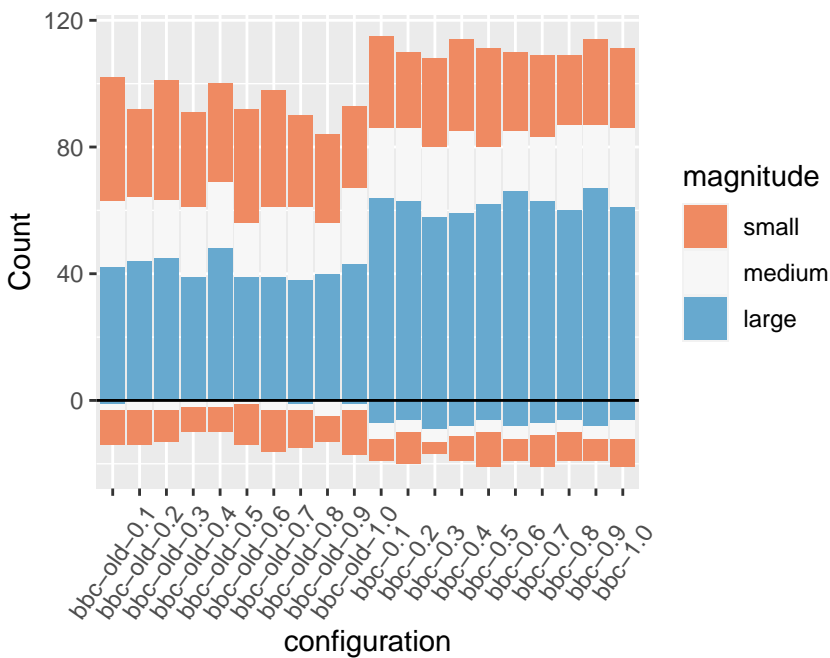 120
80
40
0
Count
bbc−old−0.1
bbc−old−0.2
bbc−old−0.3
bbc−old−0.4
bbc−old−0.5
bbc−old−0.6
bbc−old−0.7
bbc−old−0.8
bbc−old−0.9
bbc−old−1.0
bbc−0.1
bbc−0.2
bbc−0.3
bbc−0.4
bbc−0.5
bbc−0.6
bbc−0.7
bbc−0.8
bbc−0.9
bbc−1.0
configuration
magnitude
small
medium
large